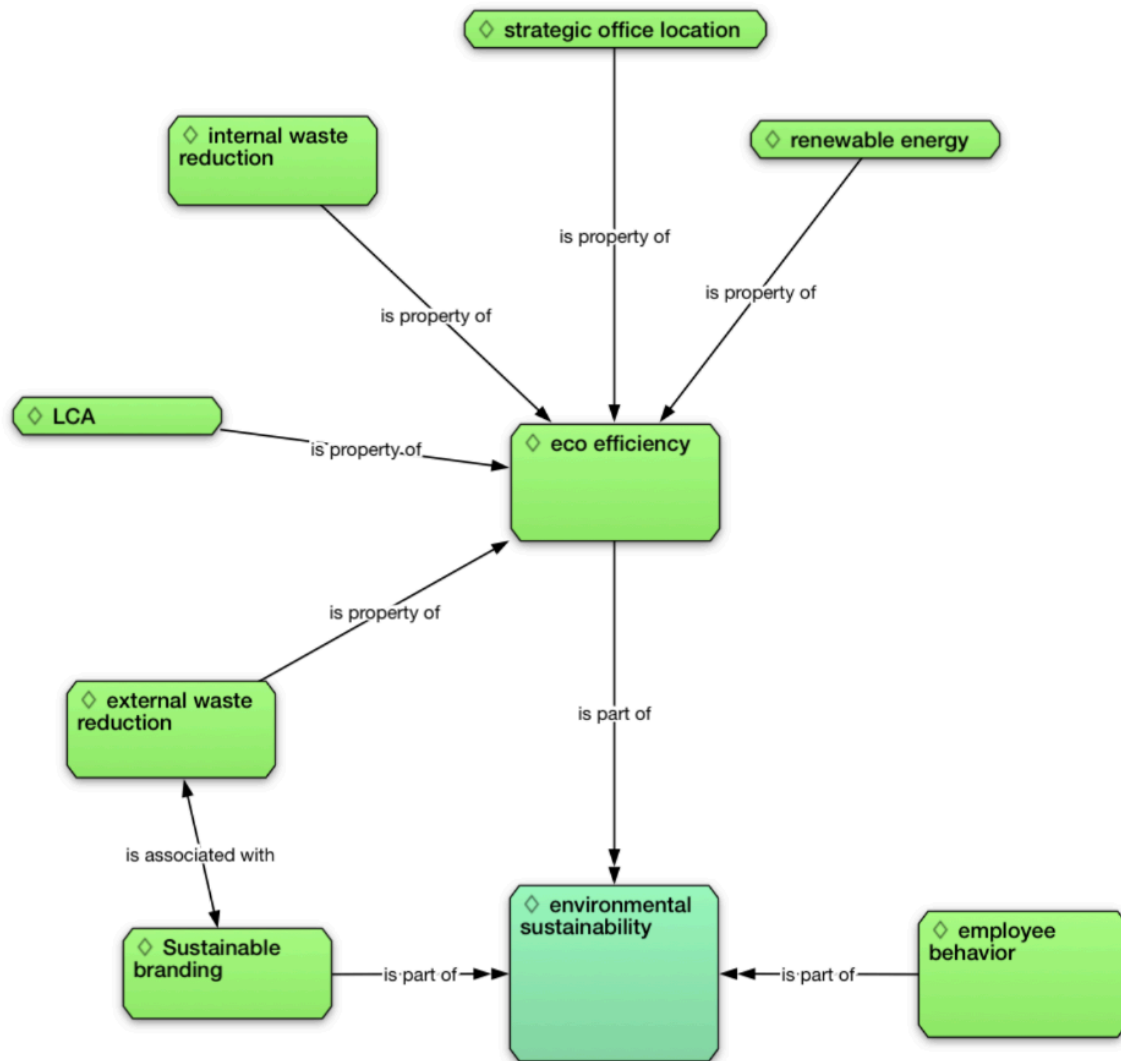 ◇ strategic office location
◇ internal waste
reduction
◇ renewable energy
is property of
is property of
is property of
◇ LCA
is property of
◇ eco efficiency
is property of
◇ external waste
reduction
is part of
is associated with
◇ environmental
sustainability
◇ employee
behavior
◇ Sustainable
branding
is part of
is part of